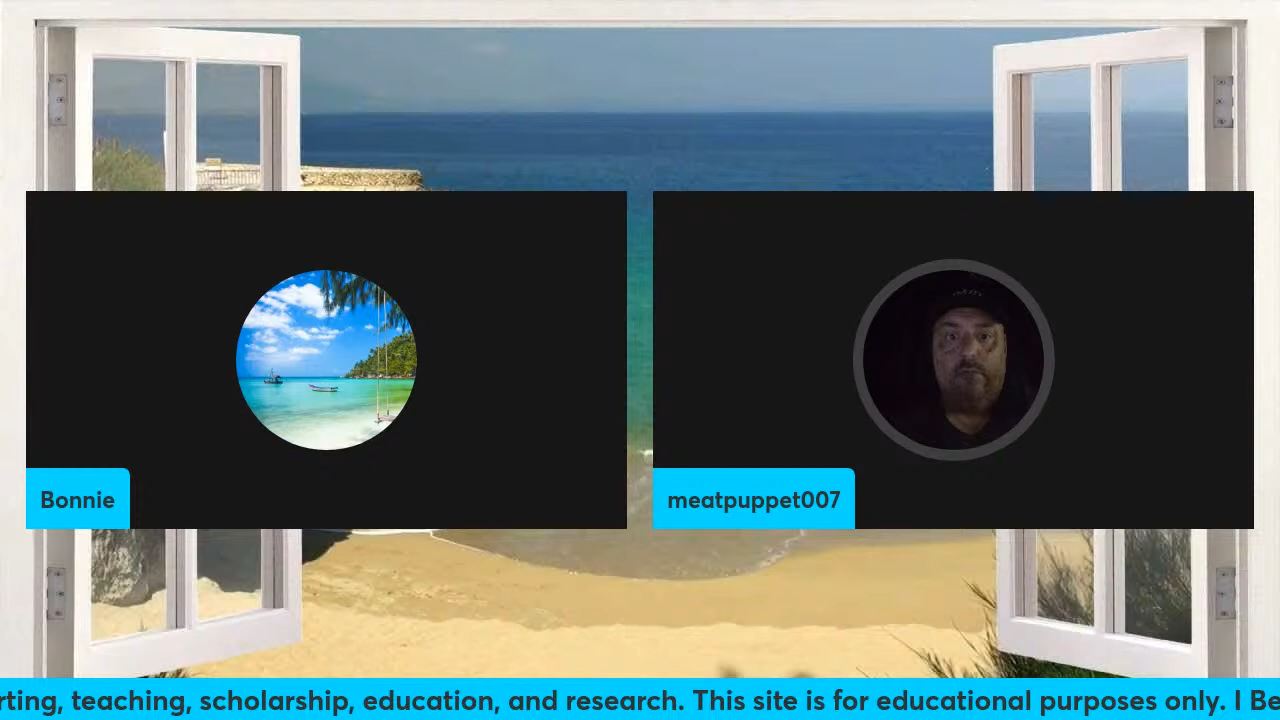 Bonnie
meatpuppet007
rting, teaching, scholarship, education, and research. This site is for educational purposes only. I Be